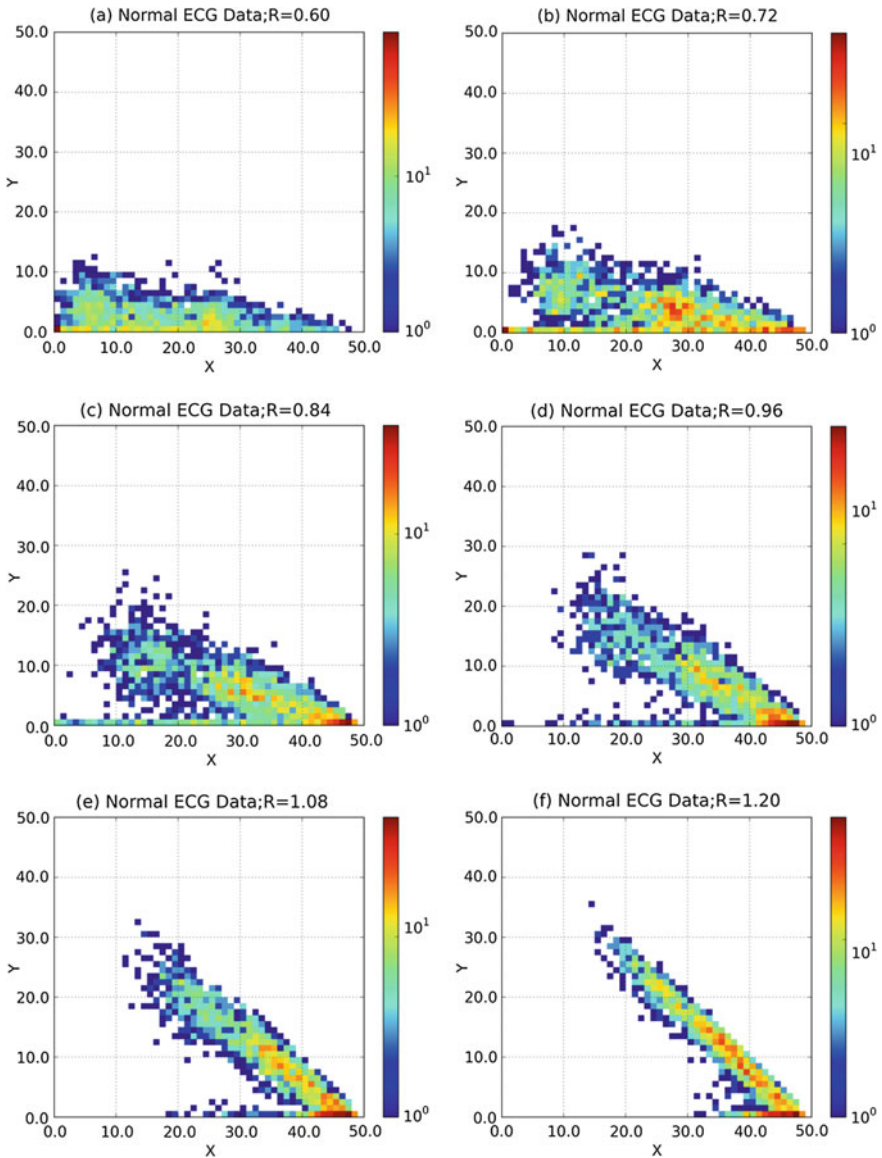 (a) Normal ECG Data;R=0.60
50.0
40.0
30.0
20.0
10.0
0.0
Y
0.0 10.0 20.0 30.0 40.0 50.0
X
10¹
10⁰
(b) Normal ECG Data;R=0.72
50.0
40.0
30.0
20.0
10.0
0.0
Y
0.0 10.0 20.0 30.0 40.0 50.0
X
10¹
10⁰
(c) Normal ECG Data;R=0.84
50.0
40.0
30.0
20.0
10.0
0.0
Y
0.0 10.0 20.0 30.0 40.0 50.0
X
10¹
10⁰
(d) Normal ECG Data;R=0.96
50.0
40.0
30.0
20.0
10.0
0.0
Y
0.0 10.0 20.0 30.0 40.0 50.0
X
10¹
10⁰
(e) Normal ECG Data;R=1.08
50.0
40.0
30.0
20.0
10.0
0.0
Y
0.0 10.0 20.0 30.0 40.0 50.0
X
10¹
10⁰
(f) Normal ECG Data;R=1.20
50.0
40.0
30.0
20.0
10.0
0.0
Y
0.0 10.0 20.0 30.0 40.0 50.0
X
10¹
10⁰